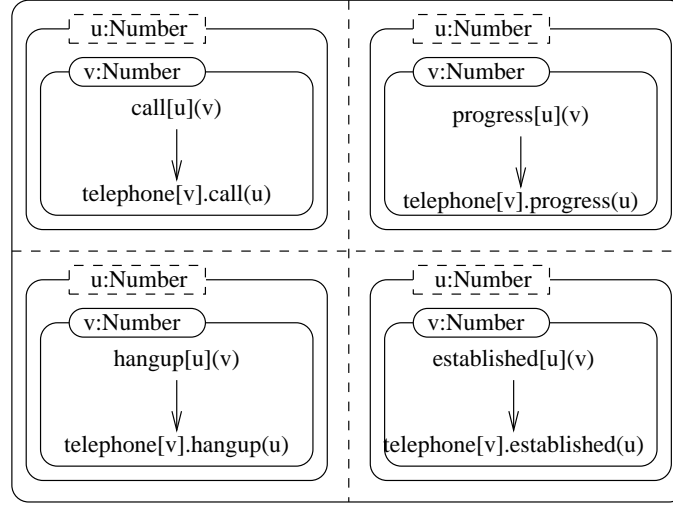 u:Number
v:Number
call[u](v)
telephone[v].call(u)
u:Number
v:Number
progress[u](v)
telephone[v].progress(u)
u:Number
v:Number
hangup[u](v)
telephone[v].hangup(u)
u:Number
v:Number
established[u](v)
telephone[v].established(u)